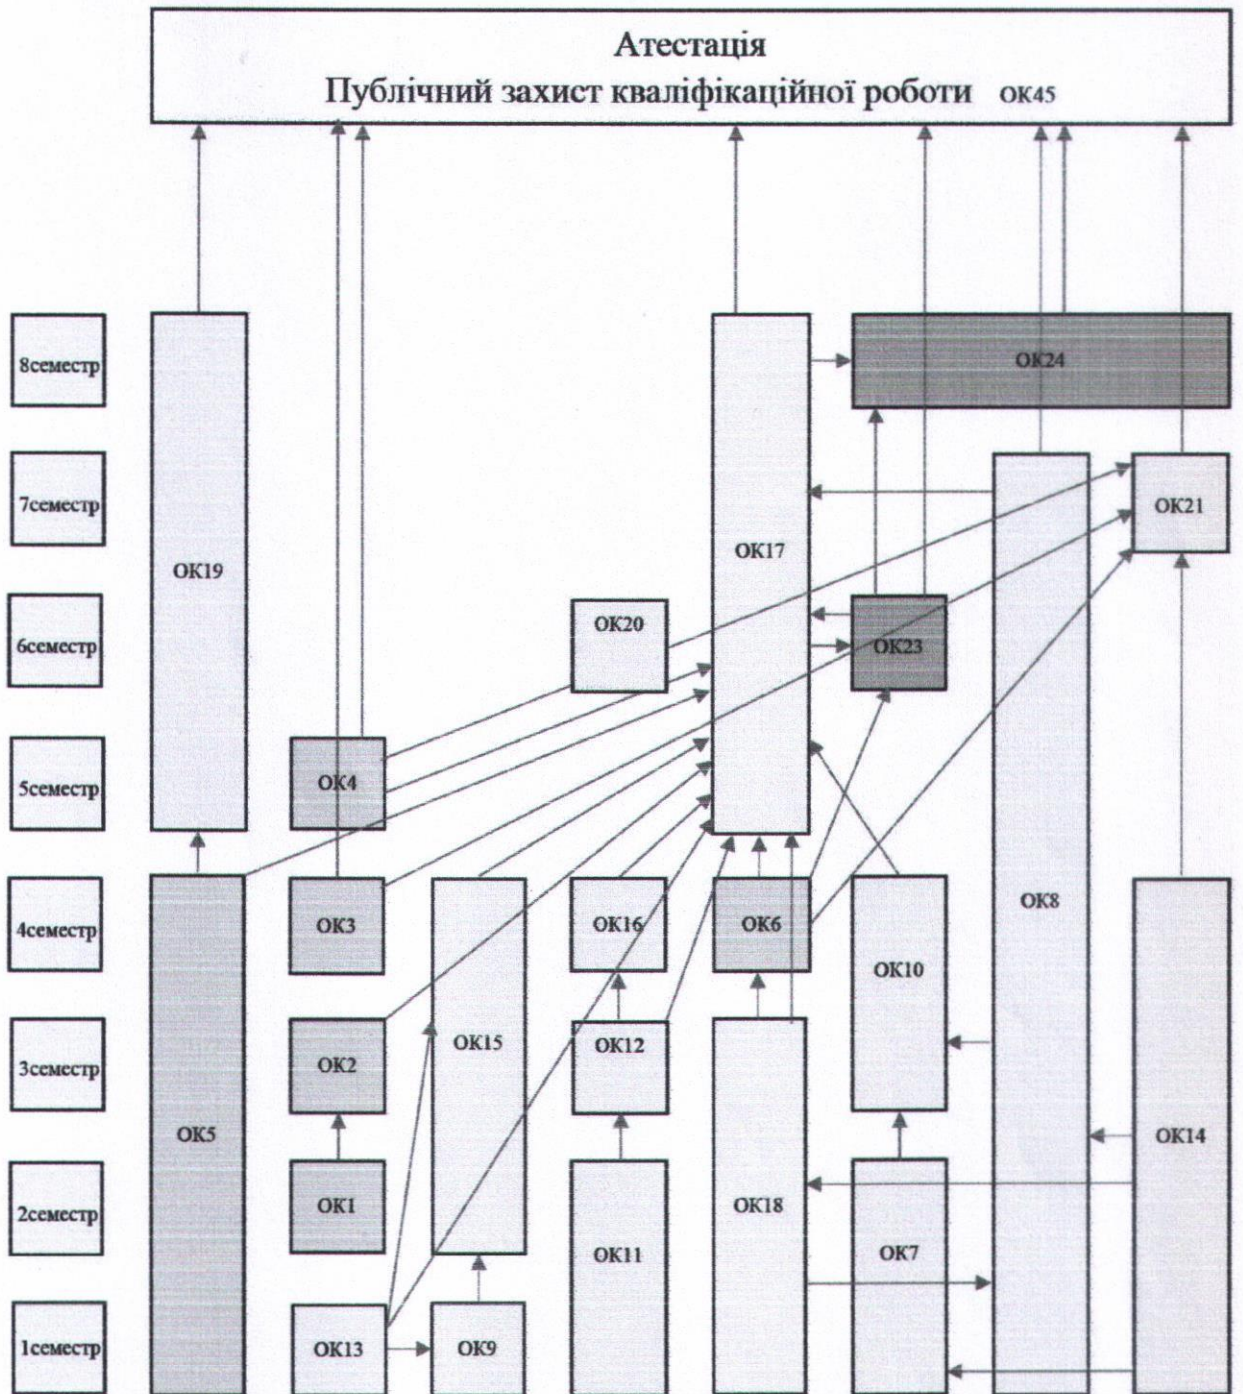 Атестація
Публічний захист кваліфікаційної роботи ОК45
8семестр
ОК24
7семестр
ОК21
ОК17
ОК19
6семестр
ОК20
ОК23
5семестр
ОК4
4семестр
ОК3
ОК16
ОК6
ОК8
ОК10
3семестр
ОК2
ОК15
ОК12
ОК5
ОК14
2семестр
ОК1
ОК18
ОК11
ОК7
1семестр
ОК13
ОК9